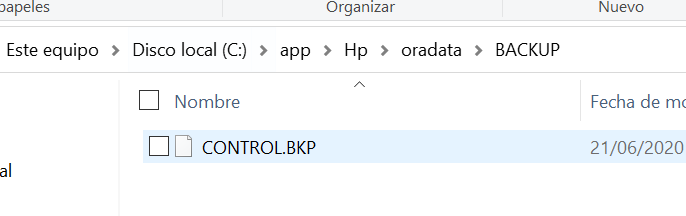 papeles Organizar Nuevo
Este equipo Disco local (C:) app Hp oradata BACKUP
Nombre Fecha de mo
CONTROL.BKP 21/06/2020
al